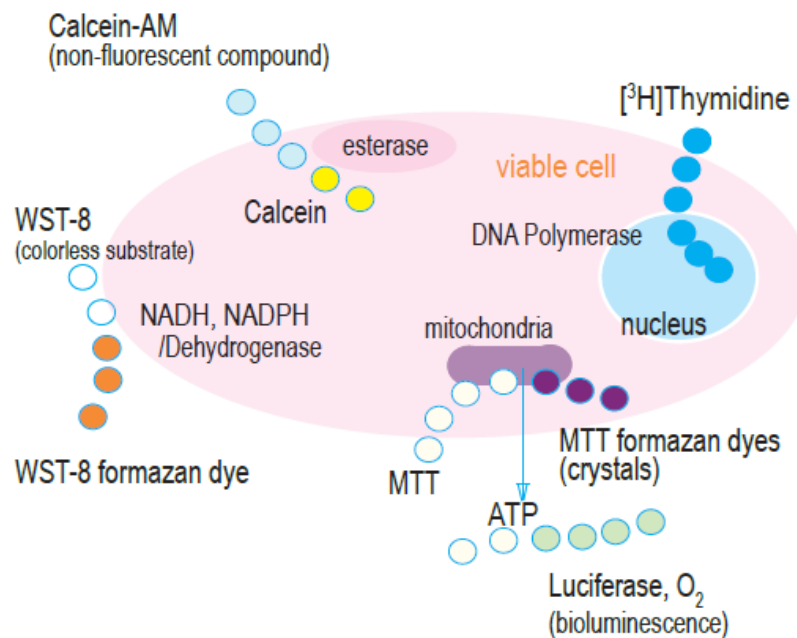 Calcein-AM
(non-fluorescent compound)
[³H]Thymidine
esterase
viable cell
Calcein
WST-8
(colorless substrate)
DNA Polymerase
NADH, NADPH
/Dehydrogenase
mitochondria
nucleus
WST-8 formazan dye
MTT
MTT formazan dyes
(crystals)
ATP
Luciferase, O₂
(bioluminescence)